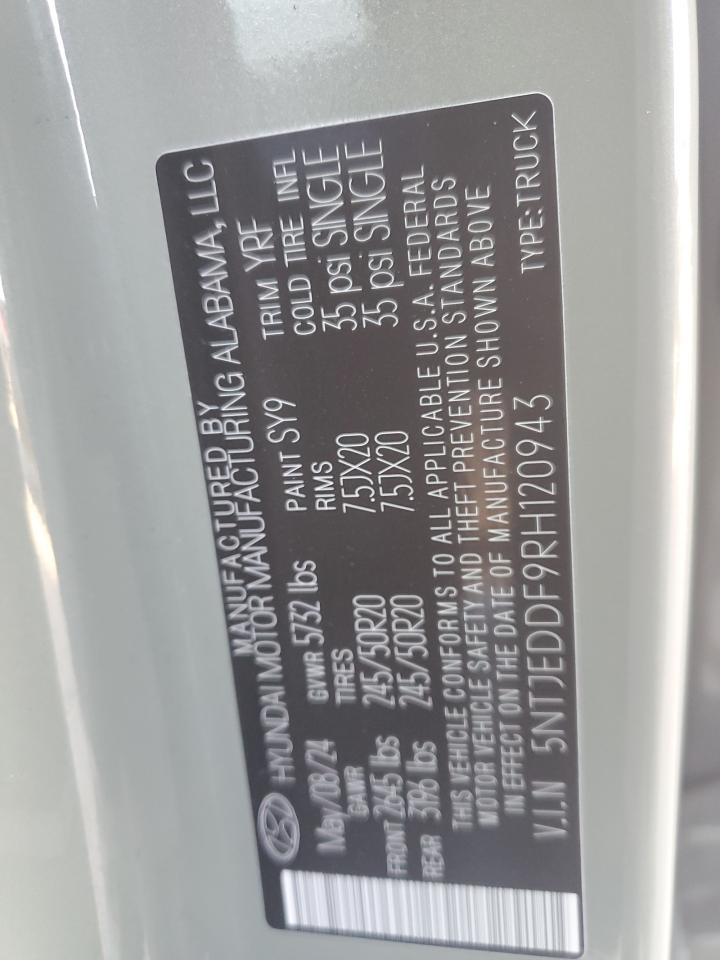 MANUFACTURED BY
HYUNDAI MOTOR MANUFACTURING ALABAMA, LLC
May/08/24 GVWR 5732 lbs PAINT SY9 TRIM YRF
GAWR TIRES RIMS COLD TIRE INFL
FRONT 2645 lbs 245/50R20 7.5JX20 35 psi SINGLE
REAR 3196 lbs 245/50R20 7.5JX20 35 psi SINGLE
THIS VEHICLE CONFORMS TO ALL APPLICABLE U.S.A. FEDERAL
MOTOR VEHICLE SAFETY AND THEFT PREVENTION STANDARDS
IN EFFECT ON THE DATE OF MANUFACTURE SHOWN ABOVE
V.I.N 5NTJEDDF9RH120943 TYPE:TRUCK